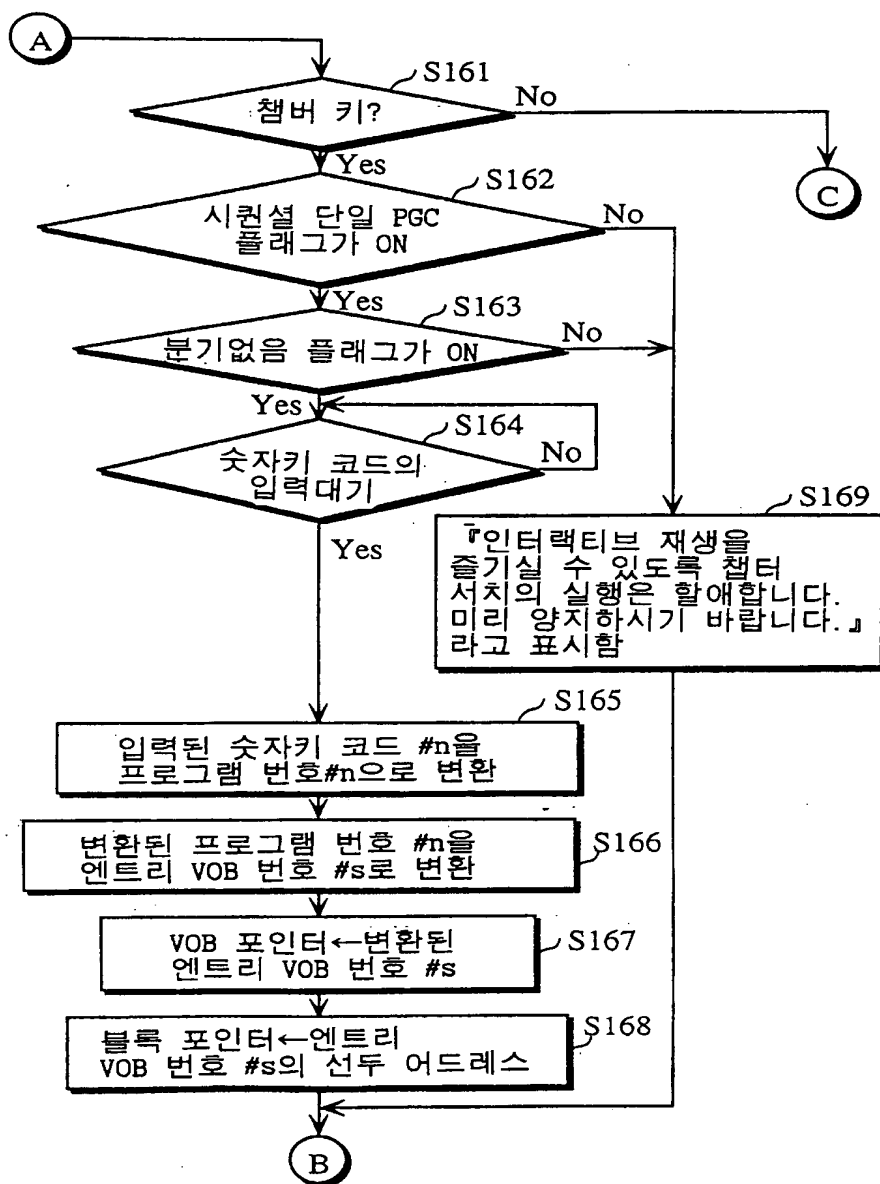 A
S161
챔버 키?
No
Yes
C
S162
시퀀셜 단일 PGC
플래그가 ON
No
Yes
S163
분기없음 플래그가 ON
No
Yes
S164
숫자키 코드의
입력대기
No
Yes
S169
『인터랙티브 재생을
즐기실 수 있도록 챕터
서치의 실행은 할애합니다.
미리 양지하시기 바랍니다.』
라고 표시함
S165
입력된 숫자키 코드 #n을
프로그램 번호#n으로 변환
변환된 프로그램 번호 #n을
엔트리 VOB 번호 #s로 변환
S166
VOB 포인터←변환된
엔트리 VOB 번호 #s
S167
블록 포인터←엔트리
VOB 번호 #s의 선두 어드레스
S168
B